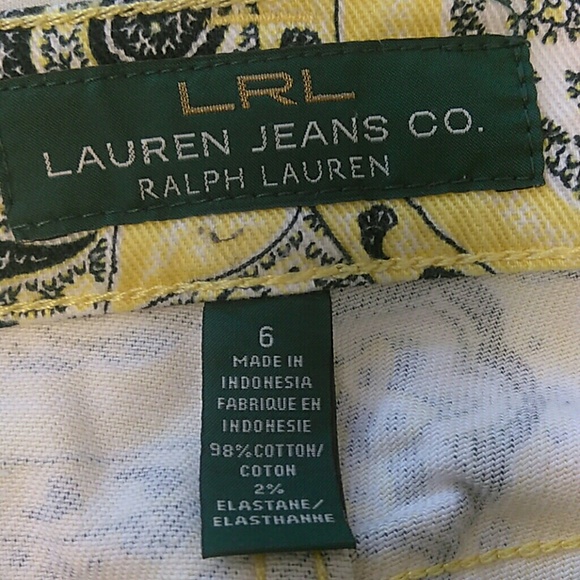 LRL
LAUREN JEANS CO.
RALPH LAUREN
6
MADE IN
INDONESIA
FABRIQUE EN
INDONESIE
98% COTTON/
COTON
2%
ELASTANE/
ELASTHANNE